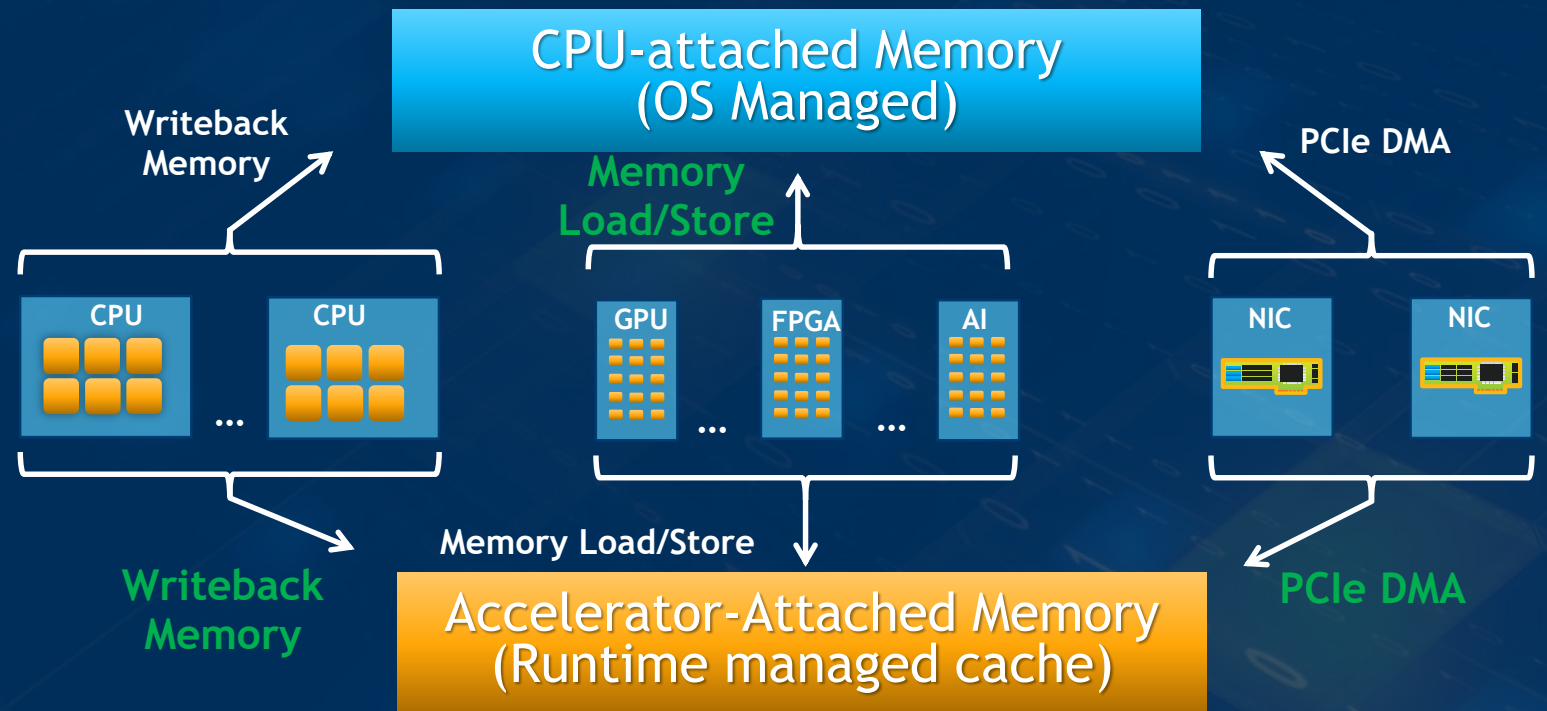 CPU-attached Memory
(OS Managed)
Writeback
Memory
Memory
Load/Store
PCIe DMA
CPU
...
CPU
GPU
...
FPGA
...
AI
NIC
NIC
Memory Load/Store
Writeback
Memory
PCIe DMA
Accelerator-Attached Memory
(Runtime managed cache)